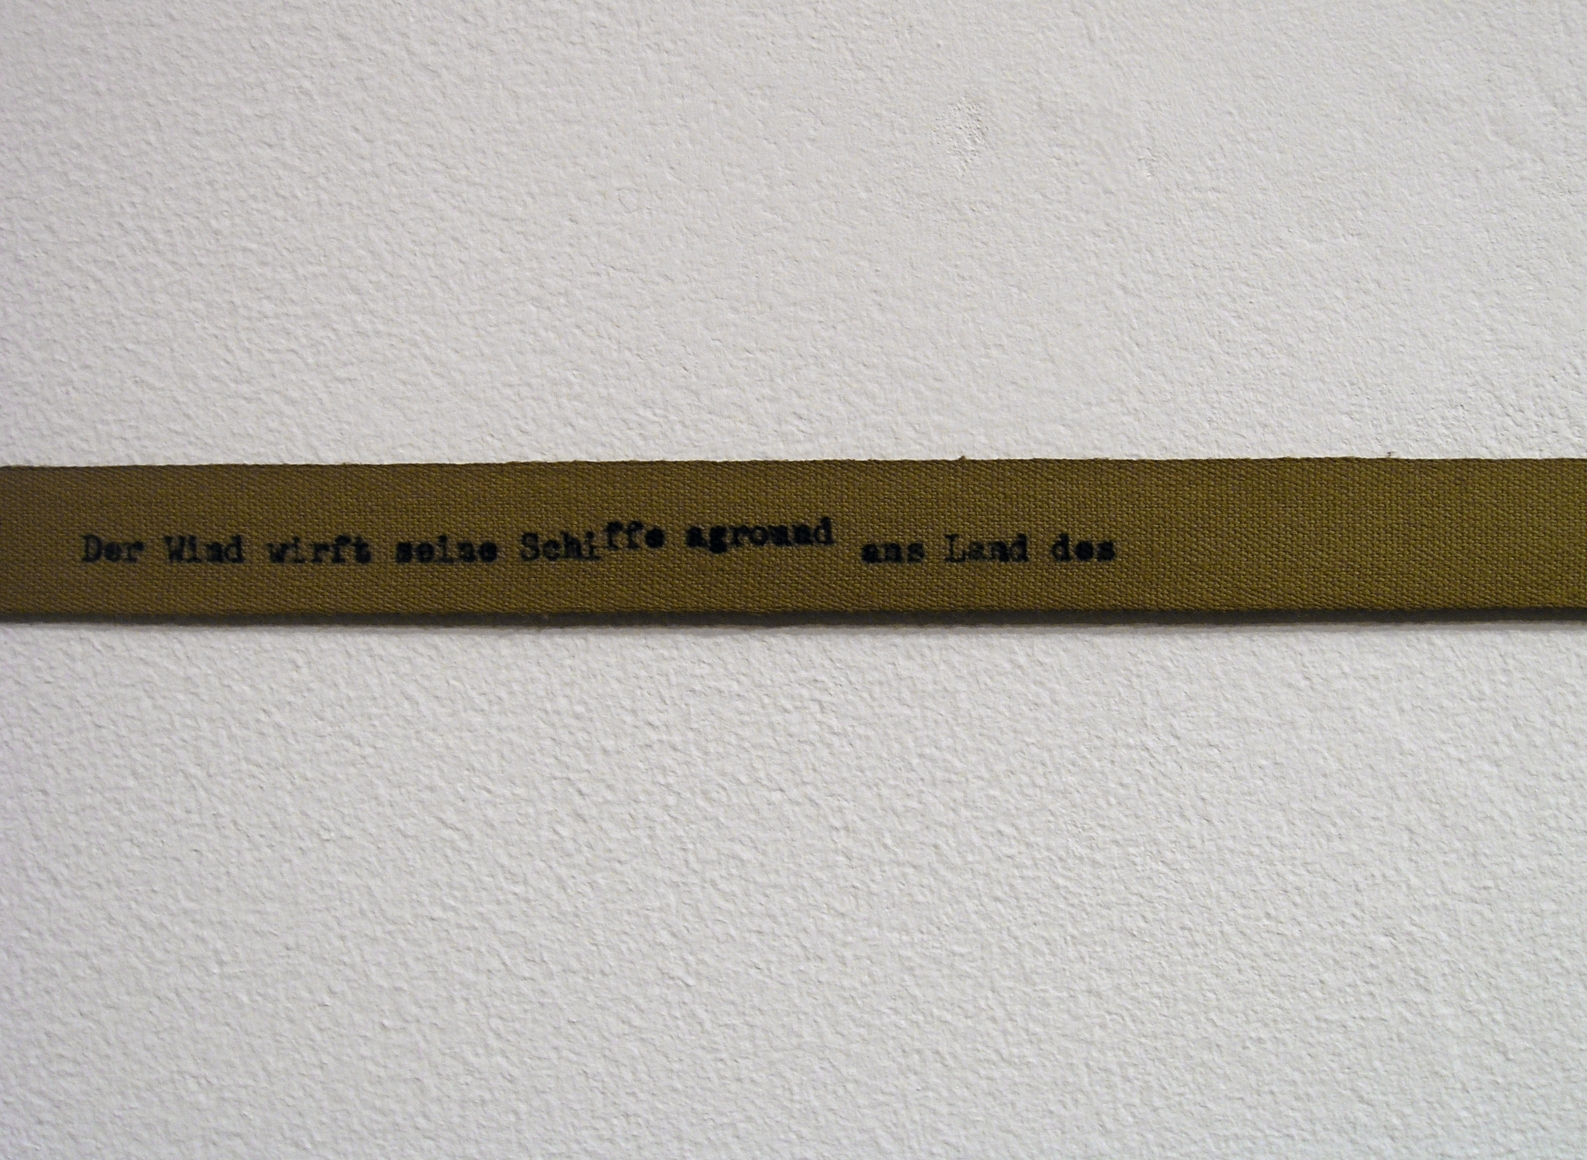 Der Wind wirft seine Schiffe aground ans Land des